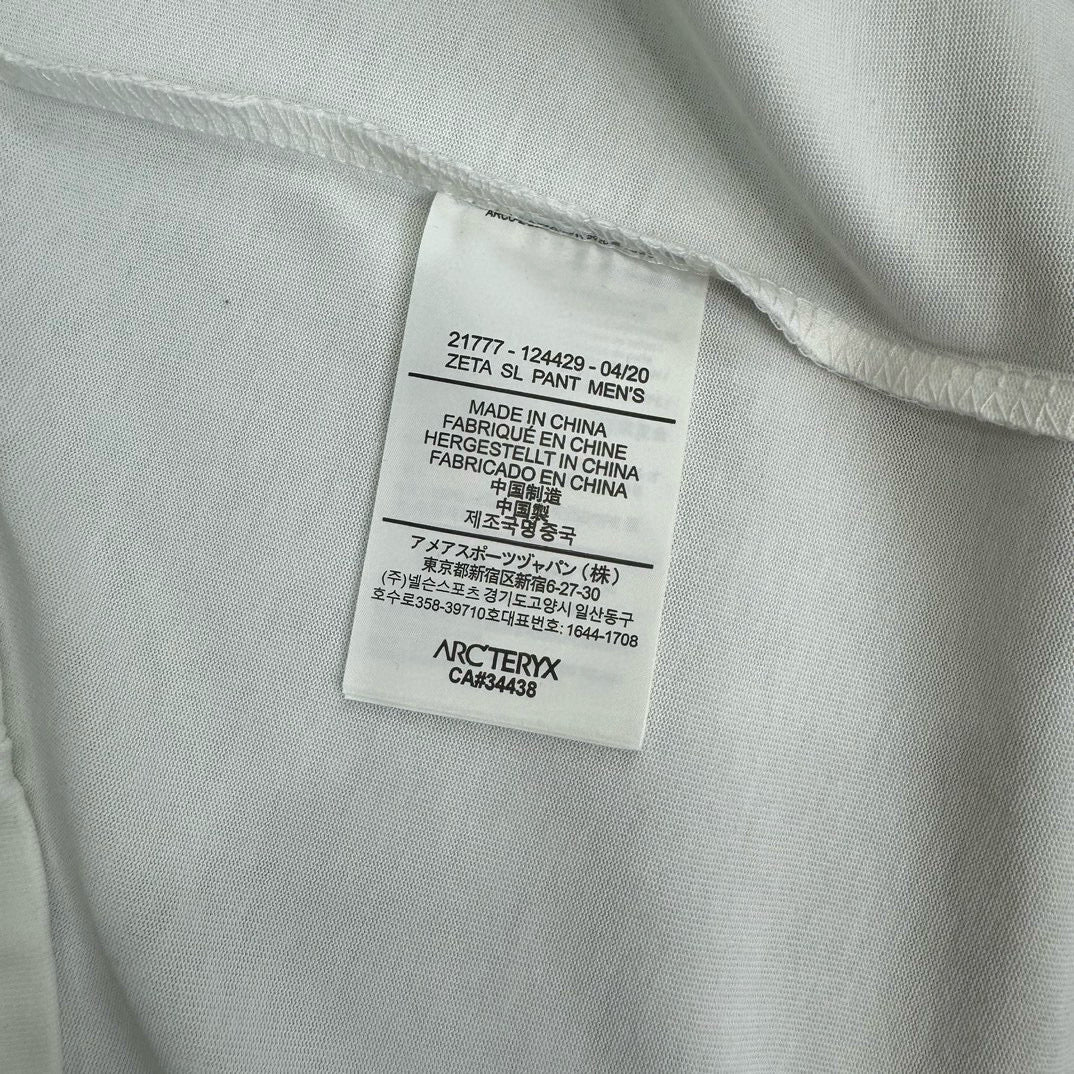 21777 - 124429 - 04/20
ZETA SL PANT MEN'S
MADE IN CHINA
FABRIQUÉ EN CHINE
HERGESTELLT IN CHINA
FABRICADO EN CHINA
中国制造
中国製
제조국명중국
アメアスポーツヅャパン (株)
東京都新宿区新宿6-27-30
(주)넬슨스포츠 경기도고양시 일산동구
호수로358-39710호대표번호: 1644-1708
ARC'TERYX
CA#34438